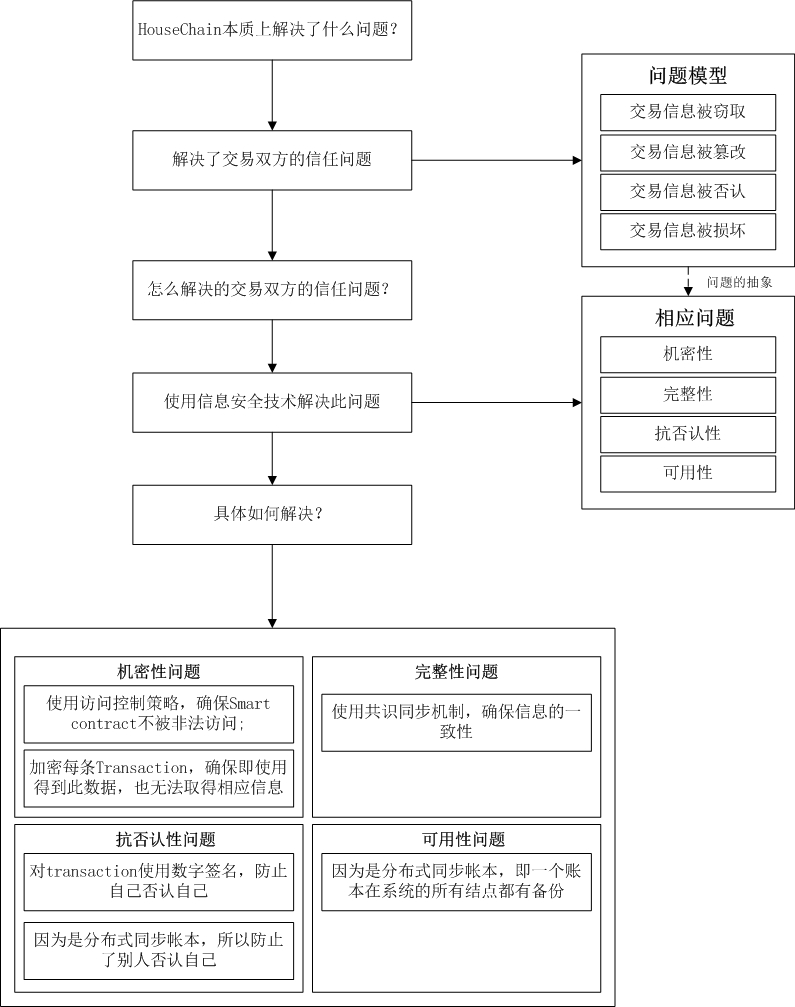 HouseChain本质上解决了什么问题?
解决了交易双方的信任问题
怎么解决的交易双方的信任问题?
使用信息安全技术解决此问题
具体如何解决?
问题模型
交易信息被窃取
交易信息被篡改
交易信息被否认
交易信息被损坏
问题的抽象
相应问题
机密性
完整性
抗否认性
可用性
机密性问题
使用访问控制策略，确保Smart
contract不被非法访问;
加密每条Transaction，确保即使用
得到此数据，也无法取得相应信息
完整性问题
使用共识同步机制，确保信息的一
致性
抗否认性问题
对transaction使用数字签名，防止
自己否认自己
因为是分布式同步帐本，所以防止
了别人否认自己
可用性问题
因为是分布式同步帐本，即一个账
本在系统的所有结点都有备份